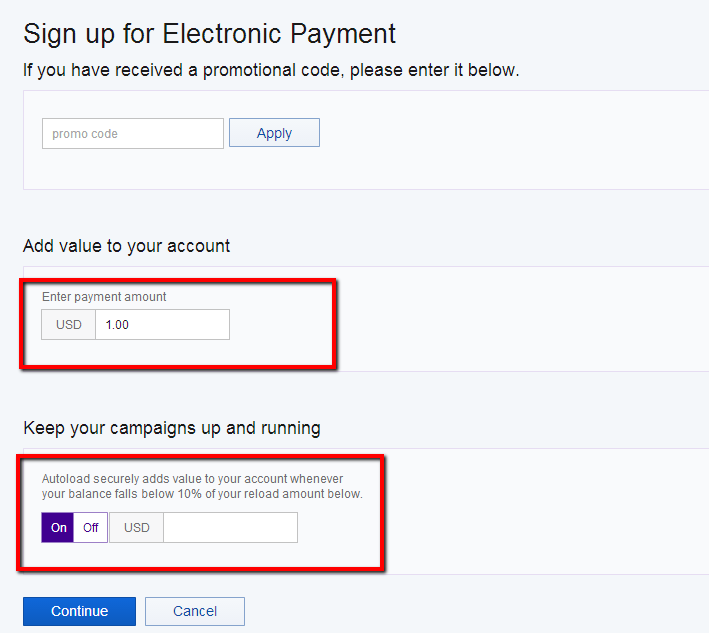 Sign up for Electronic Payment
If you have received a promotional code, please enter it below.
promo code Apply
Add value to your account
Enter payment amount
USD 1.00
Keep your campaigns up and running
Autoload securely adds value to your account whenever
your balance falls below 10% of your reload amount below.
On Off USD
Continue Cancel